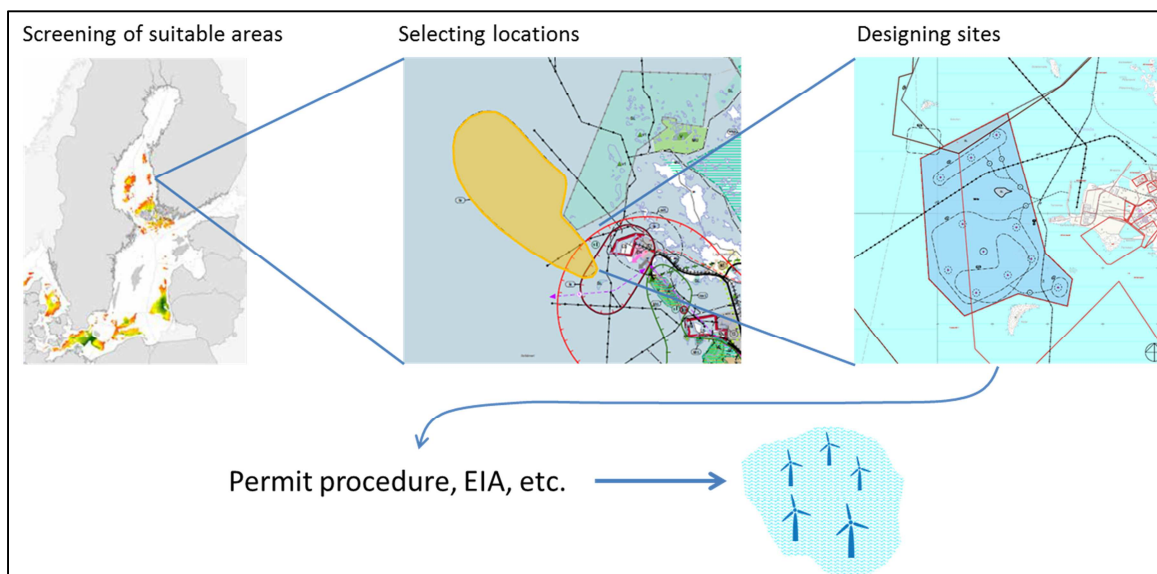 Screening of suitable areas
Selecting locations
Designing sites
Permit procedure, EIA, etc.